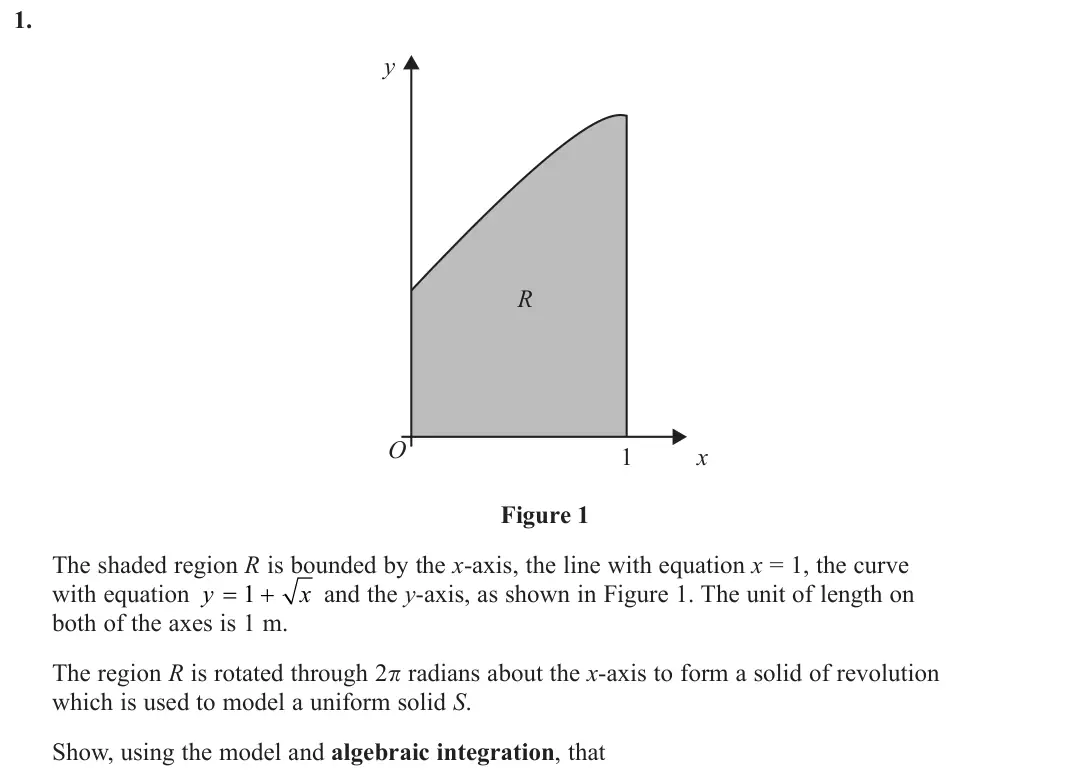 1.
y
R
O
1
x
Figure 1
The shaded region R is bounded by the x-axis, the line with equation x = 1, the curve
with equation y = 1 + √x and the y-axis, as shown in Figure 1. The unit of length on
both of the axes is 1 m.
The region R is rotated through 2π radians about the x-axis to form a solid of revolution
which is used to model a uniform solid S.
Show, using the model and algebraic integration, that